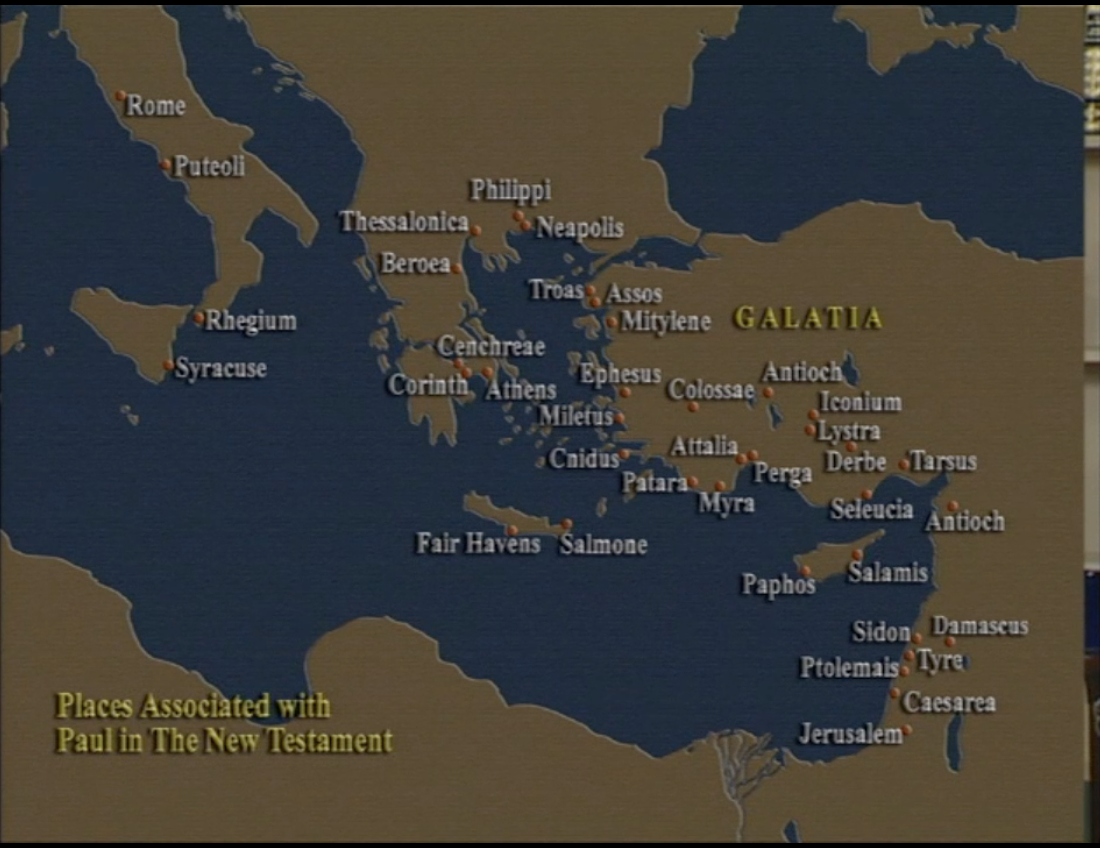 Rome
Puteoli
Philippi
Thessalonica
Neapolis
Beroea
Troas
Assos
Mitylene
GALATIA
Rhegium
Syracuse
Cenchreae
Corinth
Athens
Ephesus
Colossae
Antioch
Iconium
Miletus
Lystra
Attalia
Derbe
Tarsus
Cnidus
Perga
Patara
Myra
Seleucia
Antioch
Fair Havens
Salmone
Paphos
Salamis
Sidon
Damascus
Ptolemais
Tyre
Caesarea
Jerusalem
Places Associated with
Paul in The New Testament